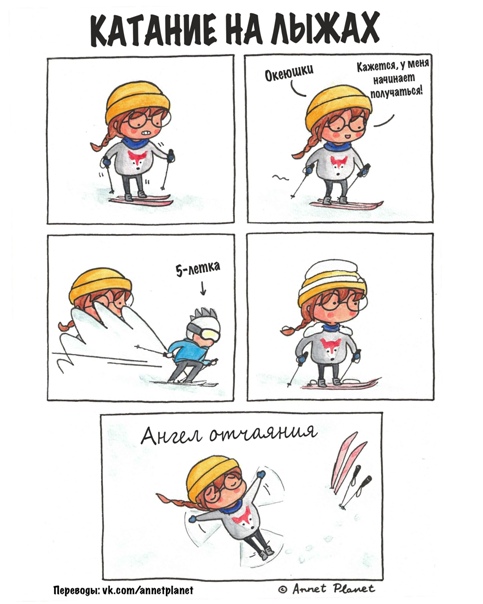 КАТАНИЕ НА ЛЫЖАХ
Океюшки
Кажется, у меня
начинает
получаться!
5-летка
Ангел отчаяния
Переводы: vk.com/annetplanet
© Annet Planet